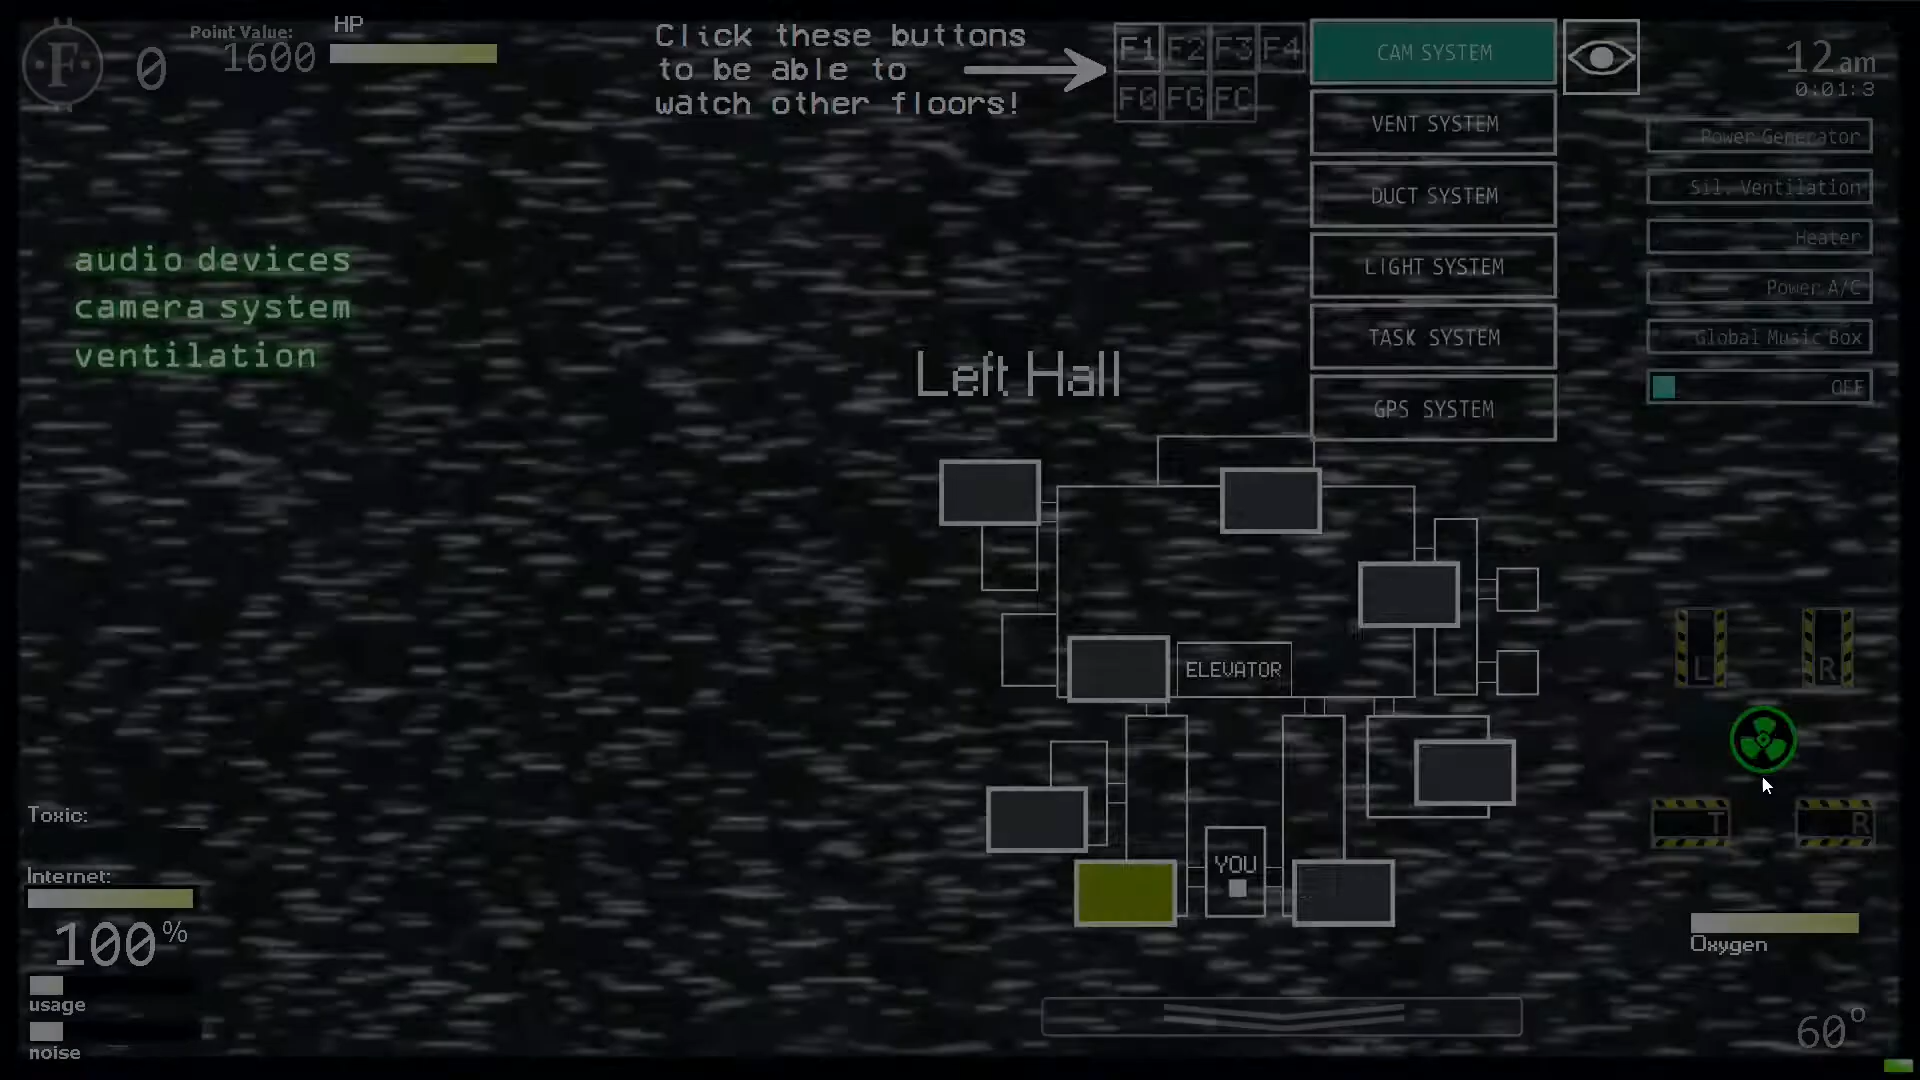 F
0
Point Value:
1600
HP
Click these buttons
to be able to
watch other floors!
F1 F2 F3 F4
F0 FG FC
CAM SYSTEM
VENT SYSTEM
DUCT SYSTEM
LIGHT SYSTEM
TASK SYSTEM
GPS SYSTEM
12 am
0:01:3
Power Generator
Sil. Ventilation
Heater
Power A/C
Global Music Box
OFF
audio devices
camera system
ventilation
Left Hall
ELEVATOR
YOU
L
R
T
R
Toxic:
Internet:
100%
usage
noise
Oxygen
60°